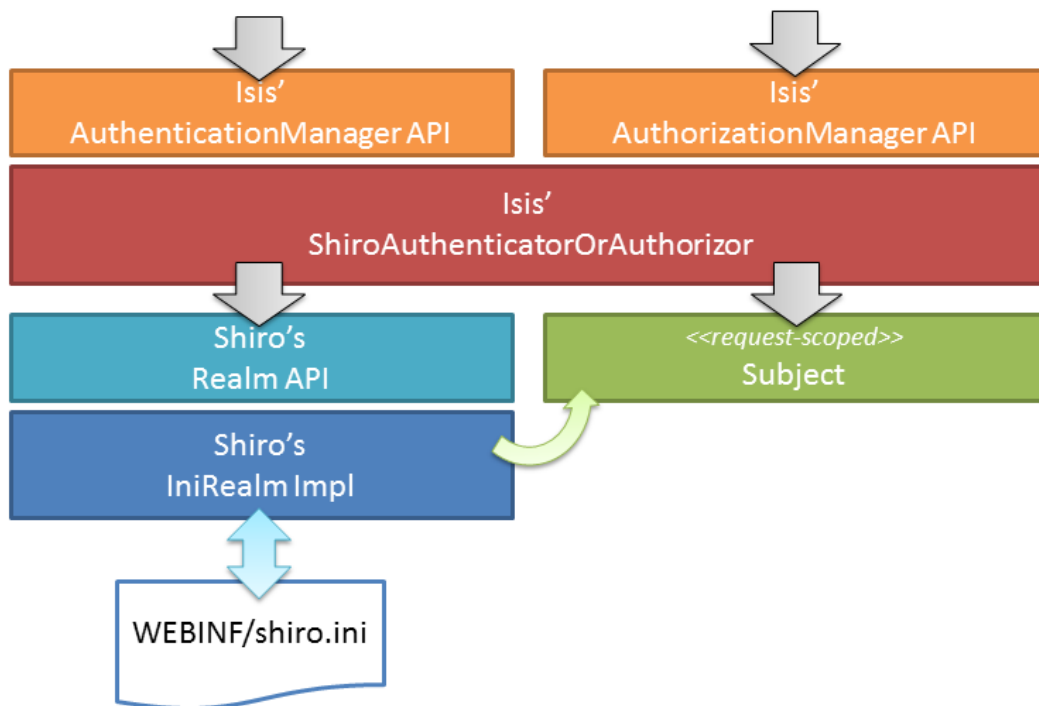 Isis’
AuthenticationManager API
Isis’
AuthorizationManager API
Isis’
ShiroAuthenticatorOrAuthorizor
Shiro’s
Realm API
<<request-scoped>>
Subject
Shiro’s
IniRealm Impl
WEBINF/shiro.ini